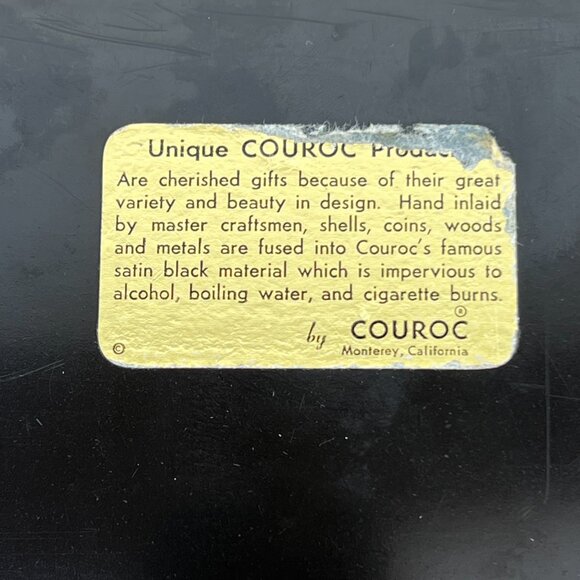 Unique COUROC Product
Are cherished gifts because of their great
variety and beauty in design. Hand inlaid
by master craftsmen, shells, coins, woods
and metals are fused into Couroc's famous
satin black material which is impervious to
alcohol, boiling water, and cigarette burns.
by COUROC®
© Monterey, California